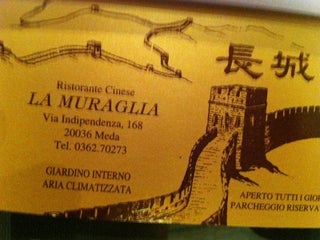 長城
Ristorante Cinese
LA MURAGLIA
Via Indipendenza, 168
20036 Meda
Tel. 0362.70273
GIARDINO INTERNO
ARIA CLIMATIZZATA
APERTO TUTTI I GIOR
PARCHEGGIO RISERVA